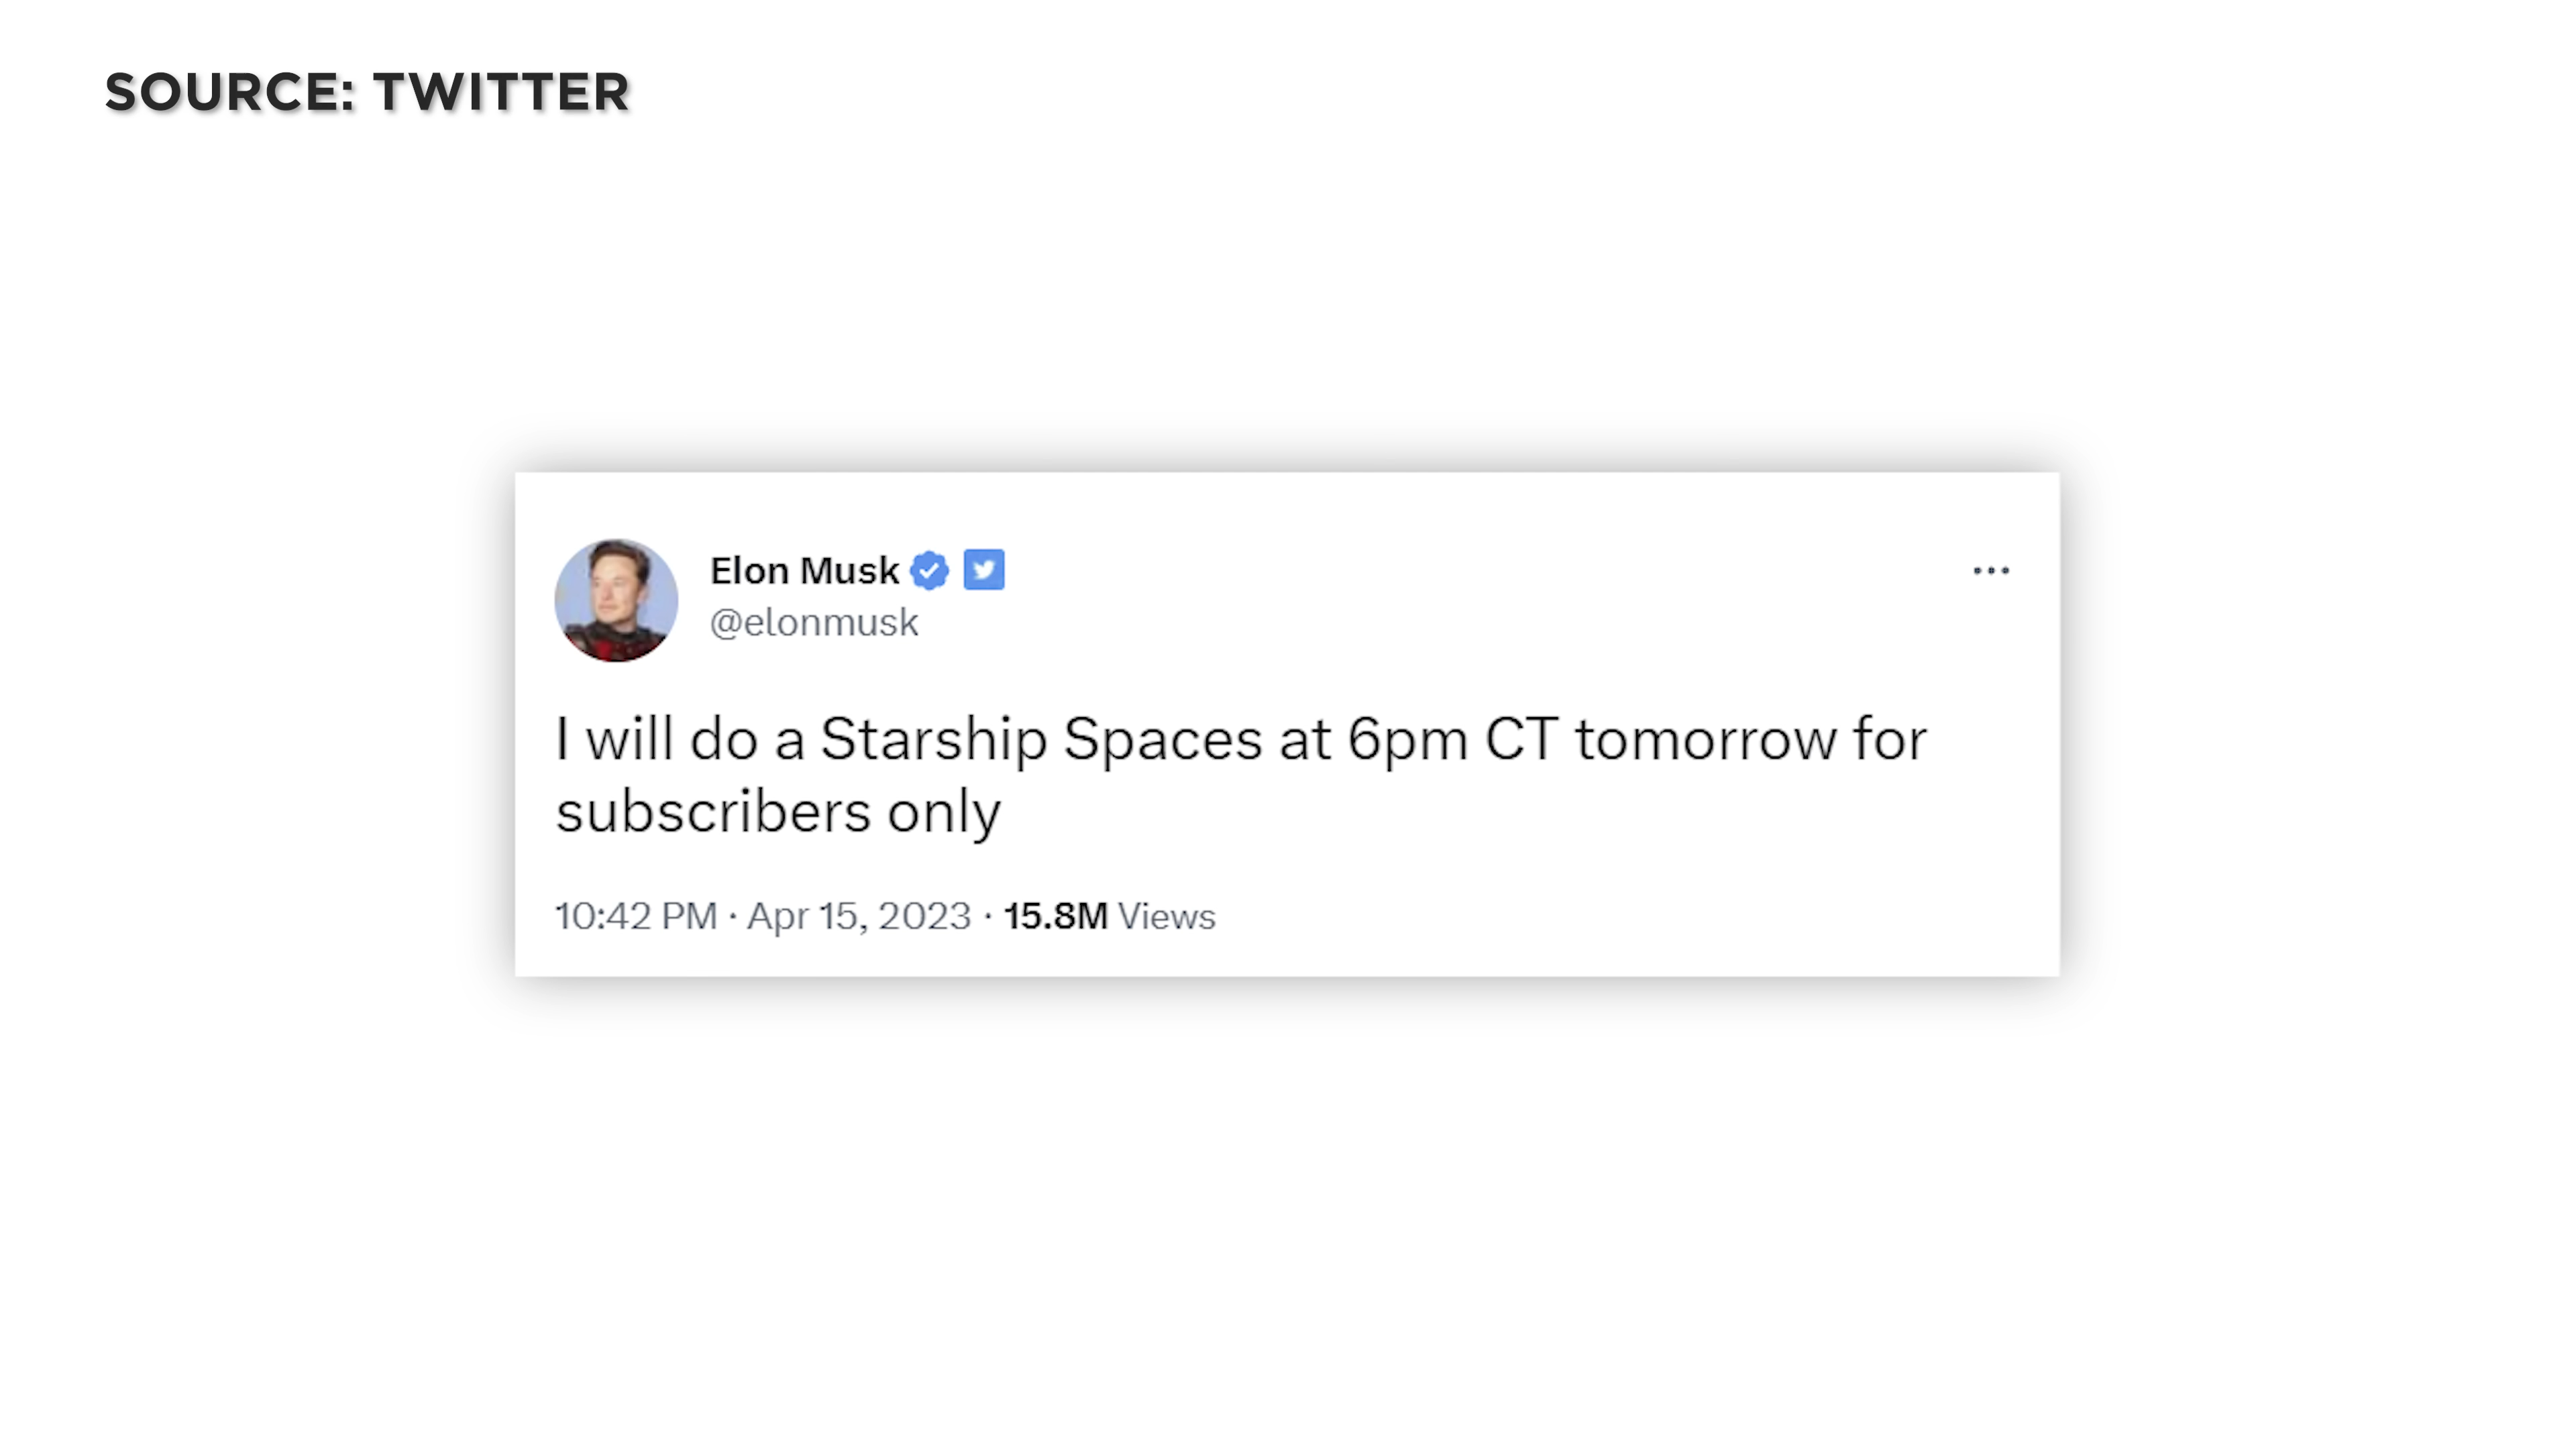 SOURCE: TWITTER
Elon Musk
@elonmusk
I will do a Starship Spaces at 6pm CT tomorrow for
subscribers only
10:42 PM · Apr 15, 2023 · 15.8M Views